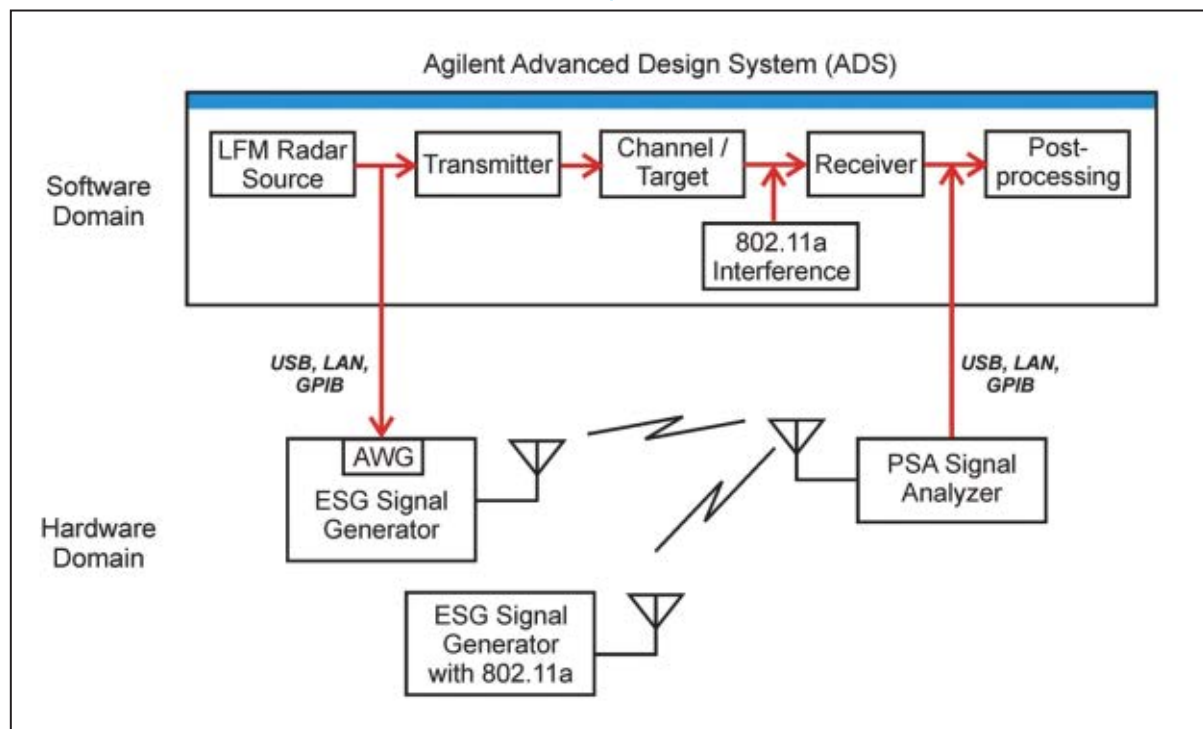 Agilent Advanced Design System (ADS)
Software
Domain
LFM Radar
Source
Transmitter
Channel /
Target
Receiver
Post-
processing
802.11a
Interference
USB, LAN,
GPIB
USB, LAN,
GPIB
Hardware
Domain
AWG
ESG Signal
Generator
PSA Signal
Analyzer
ESG Signal
Generator
with 802.11a